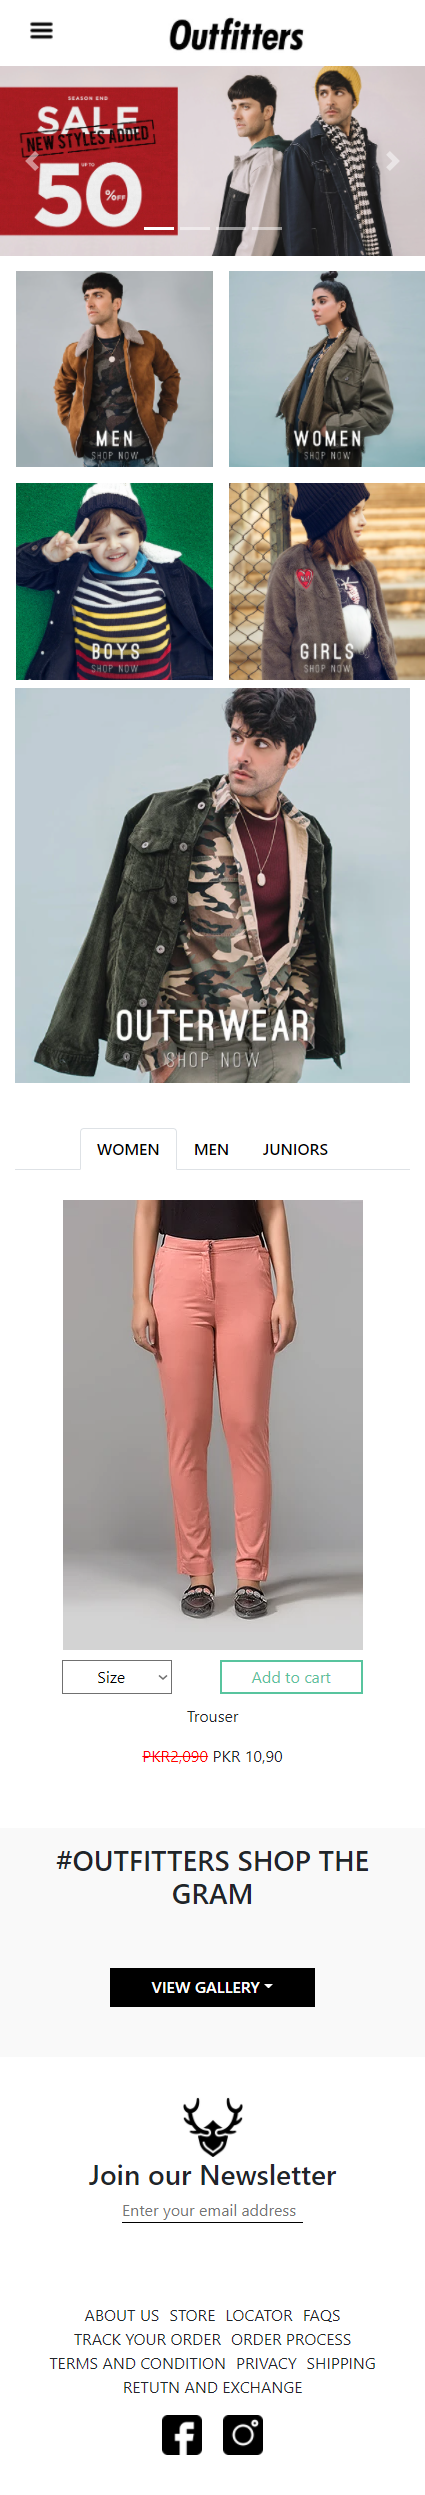 Outfitters
SEASON END
SALE
NEW STYLES ADDED
UP TO
50 %OFF
MEN
SHOP NOW
WOMEN
SHOP NOW
BOYS
SHOP NOW
GIRLS
SHOP NOW
OUTERWEAR
SHOP NOW
WOMEN MEN JUNIORS
Size Add to cart
Trouser
PKR2,090 PKR 10,90
#OUTFITTERS SHOP THE
GRAM
VIEW GALLERY
Join our Newsletter
Enter your email address
ABOUT US STORE LOCATOR FAQS
TRACK YOUR ORDER ORDER PROCESS
TERMS AND CONDITION PRIVACY SHIPPING
RETUTN AND EXCHANGE